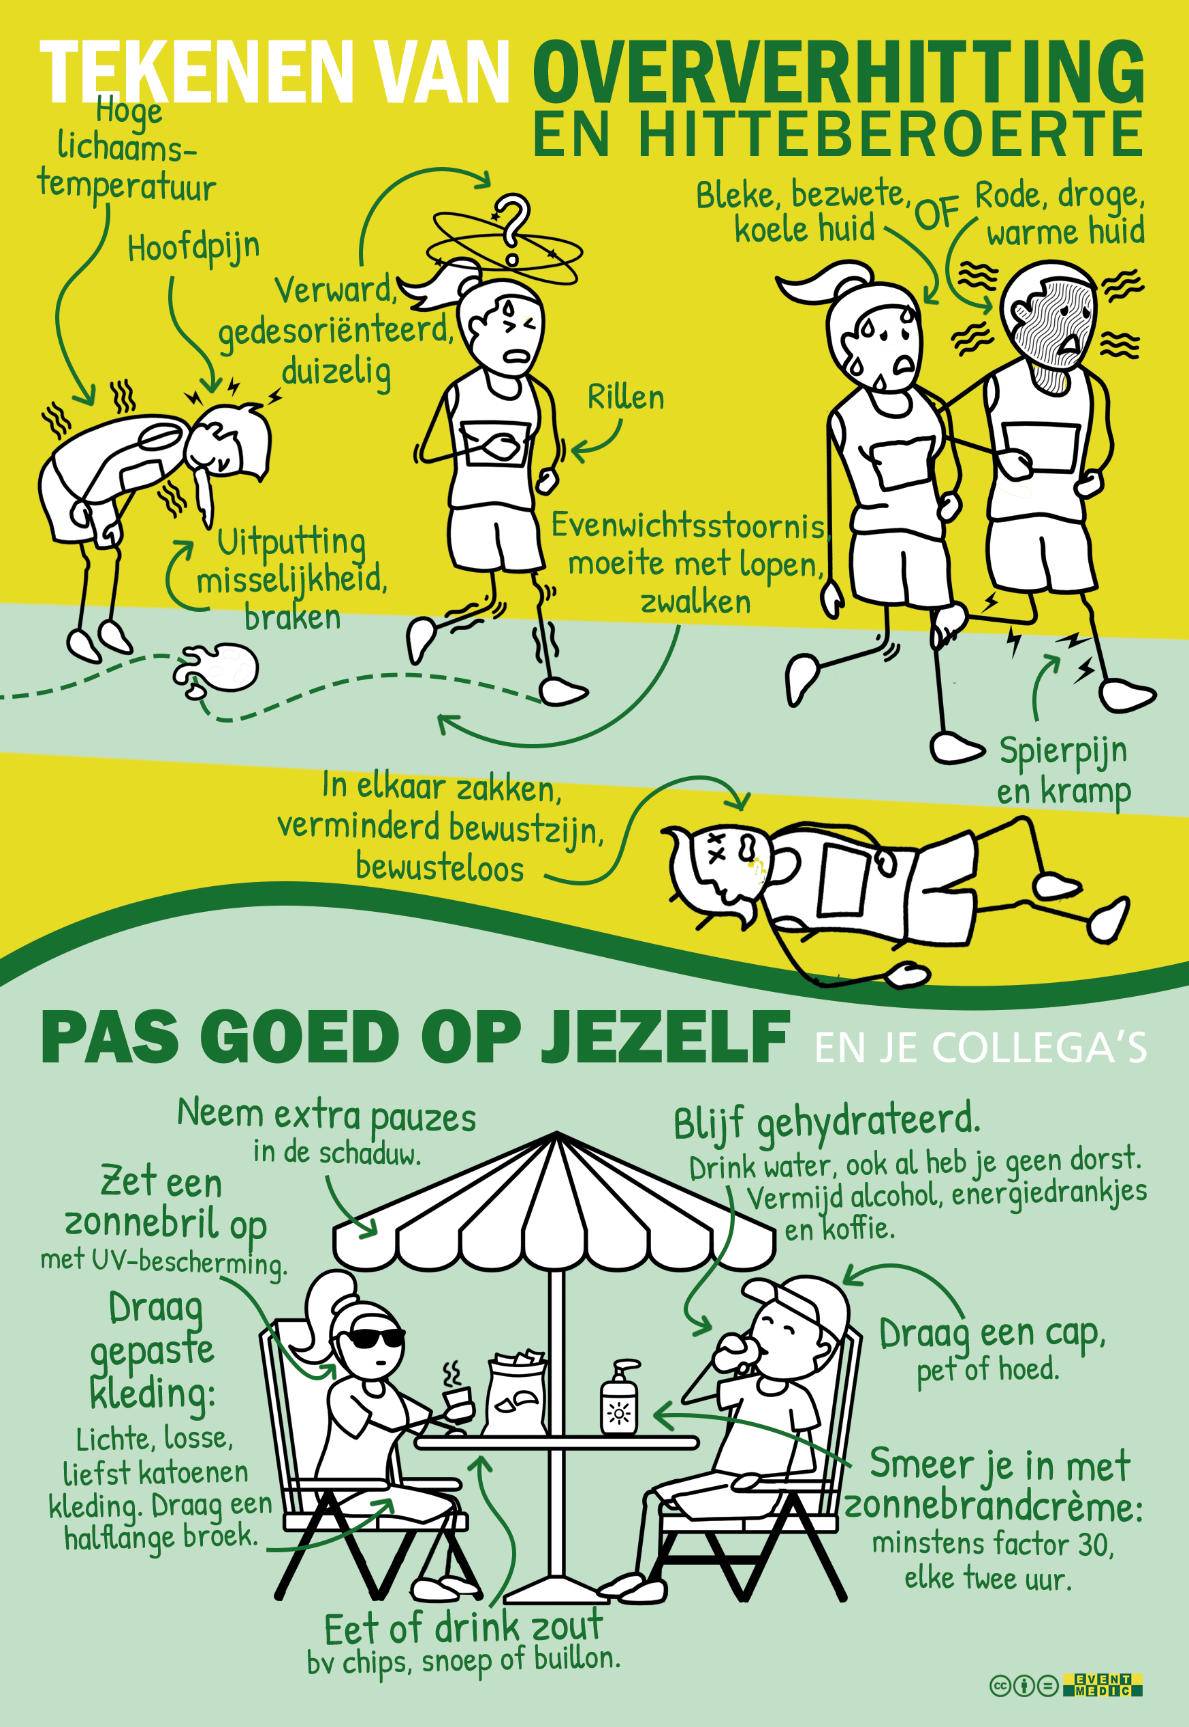 TEKENEN VAN OVERVERHITTING
EN HITTEBEROERTE
Hoge
lichaams-
temperatuur
Hoofdpijn
Verward,
gedesoriënteerd,
duizelig
Bleke, bezwete,
koele huid
OF
Rode, droge,
warme huid
Rillen
Uitputting
misselijkheid,
braken
Evenwichtsstoornis,
moeite met lopen,
zwalken
Spierpijn
en kramp
In elkaar zakken,
verminderd bewustzijn,
bewusteloos
PAS GOED OP JEZELF EN JE COLLEGA'S
Neem extra pauzes
in de schaduw.
Zet een
zonnebril op
met UV-bescherming.
Draag
gepaste
kleding:
Lichte, losse,
liefst katoenen
kleding. Draag een
halflange broek.
Blijf gehydrateerd.
Drink water, ook al heb je geen dorst.
Vermijd alcohol, energiedrankjes
en koffie.
Draag een cap,
pet of hoed.
Smeer je in met
zonnebrandcrème:
minstens factor 30,
elke twee uur.
Eet of drink zout
bv chips, snoep of buillon.
cc
EVENT
MEDIC